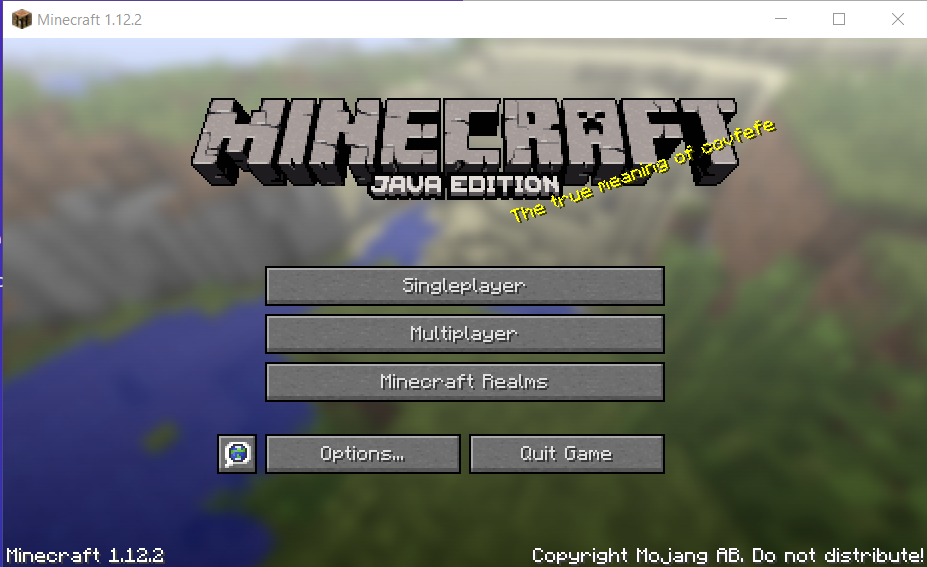 Minecraft 1.12.2
MINECRAFT
JAVA EDITION
The true meaning of covfefe
Singleplayer
Multiplayer
Minecraft Realms
Options...
Quit Game
Minecraft 1.12.2
Copyright Mojang AB. Do not distribute!